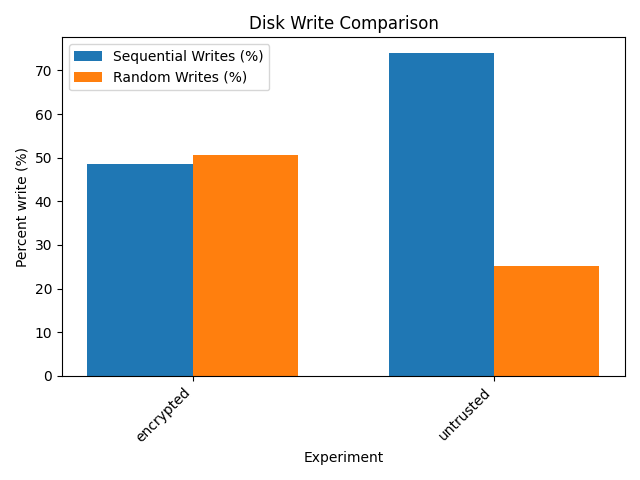 Disk Write Comparison
Sequential Writes (%)
Random Writes (%)
Percent write (%)
70
60
50
40
30
20
10
0
encrypted
untrusted
Experiment